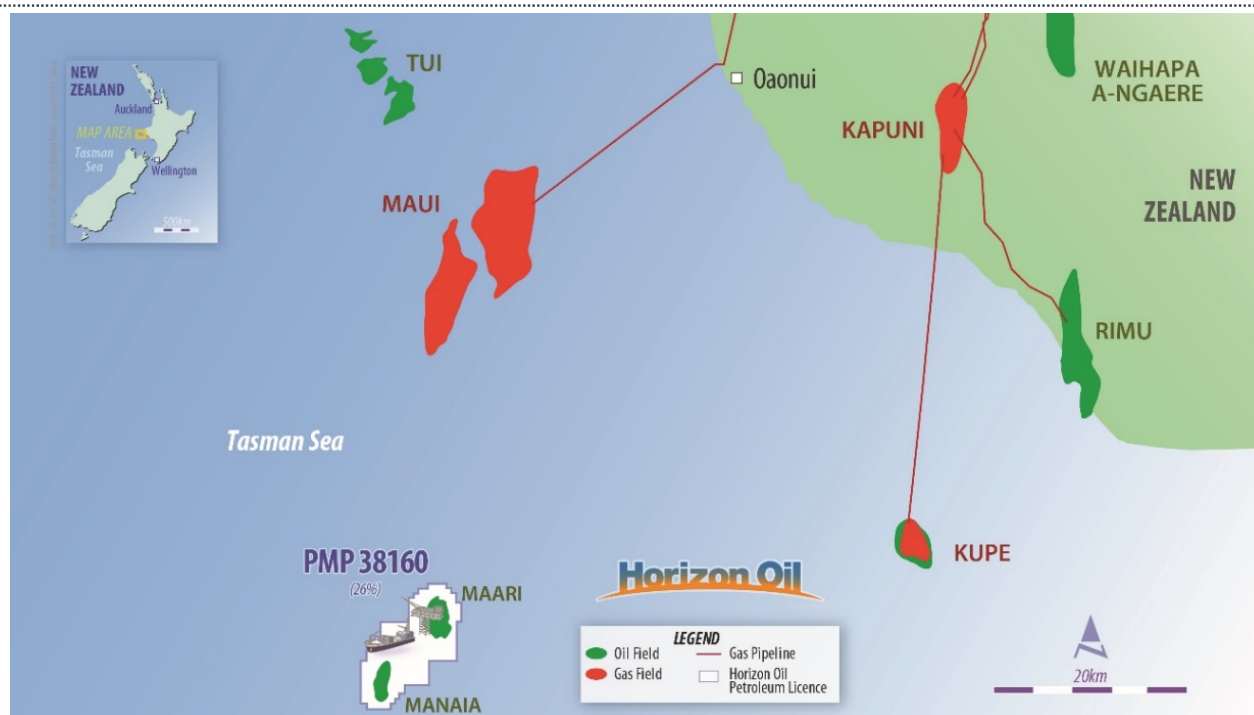 NEW
ZEALAND
Auckland
MAP AREA
Tasman
Sea
Wellington
500km
TUI
Oaonui
WAIHAPA
A-NGAERE
KAPUNI
MAUI
NEW
ZEALAND
RIMU
Tasman Sea
PMP 38160
(26%)
MAARI
MANAIA
KUPE
Horizon Oil
LEGEND
Oil Field
Gas Pipeline
Gas Field
Horizon Oil
Petroleum Licence
20km